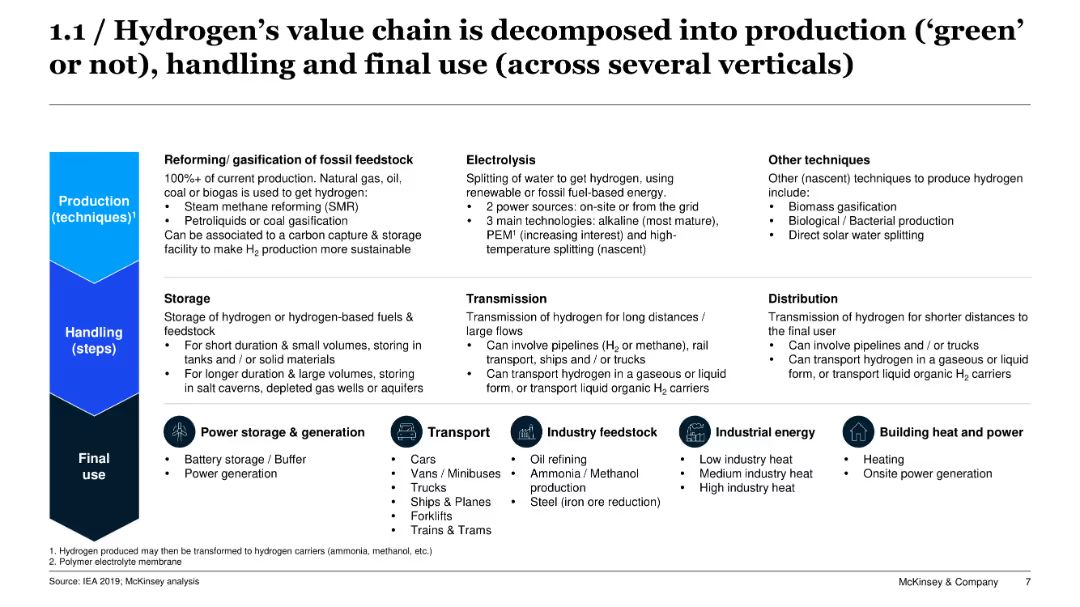 1.1 / Hydrogen's value chain is decomposed into production ('green'
or not), handling and final use (across several verticals)
Production
(techniques)¹
Reforming/ gasification of fossil feedstock
100%+ of current production. Natural gas, oil,
coal or biogas is used to get hydrogen:
• Steam methane reforming (SMR)
• Petroliquids or coal gasification
Can be associated to a carbon capture & storage
facility to make H₂ production more sustainable
Electrolysis
Splitting of water to get hydrogen, using
renewable or fossil fuel-based energy.
• 2 power sources: on-site or from the grid
• 3 main technologies: alkaline (most mature),
PEM¹ (increasing interest) and high-
temperature splitting (nascent)
Other techniques
Other (nascent) techniques to produce hydrogen
include:
• Biomass gasification
• Biological / Bacterial production
• Direct solar water splitting
Handling
(steps)
Storage
Storage of hydrogen or hydrogen-based fuels &
feedstock
• For short duration & small volumes, storing in
tanks and / or solid materials
• For longer duration & large volumes, storing
in salt caverns, depleted gas wells or aquifers
Transmission
Transmission of hydrogen for long distances /
large flows
• Can involve pipelines (H₂ or methane), rail
transport, ships and / or trucks
• Can transport hydrogen in a gaseous or liquid
form, or transport liquid organic H₂ carriers
Distribution
Transmission of hydrogen for shorter distances to
the final user
• Can involve pipelines and / or trucks
• Can transport hydrogen in a gaseous or liquid
form, or transport liquid organic H₂ carriers
Final
use
Power storage & generation
• Battery storage / Buffer
• Power generation
Transport
• Cars
• Vans / Minibuses
• Trucks
• Ships & Planes
• Forklifts
• Trains & Trams
Industry feedstock
• Oil refining
• Ammonia / Methanol
production
• Steel (iron ore reduction)
Industrial energy
• Low industry heat
• Medium industry heat
• High industry heat
Building heat and power
• Heating
• Onsite power generation
1. Hydrogen produced may then be transformed to hydrogen carriers (ammonia, methanol, etc.)
2. Polymer electrolyte membrane
Source: IEA 2019; McKinsey analysis
McKinsey & Company 7